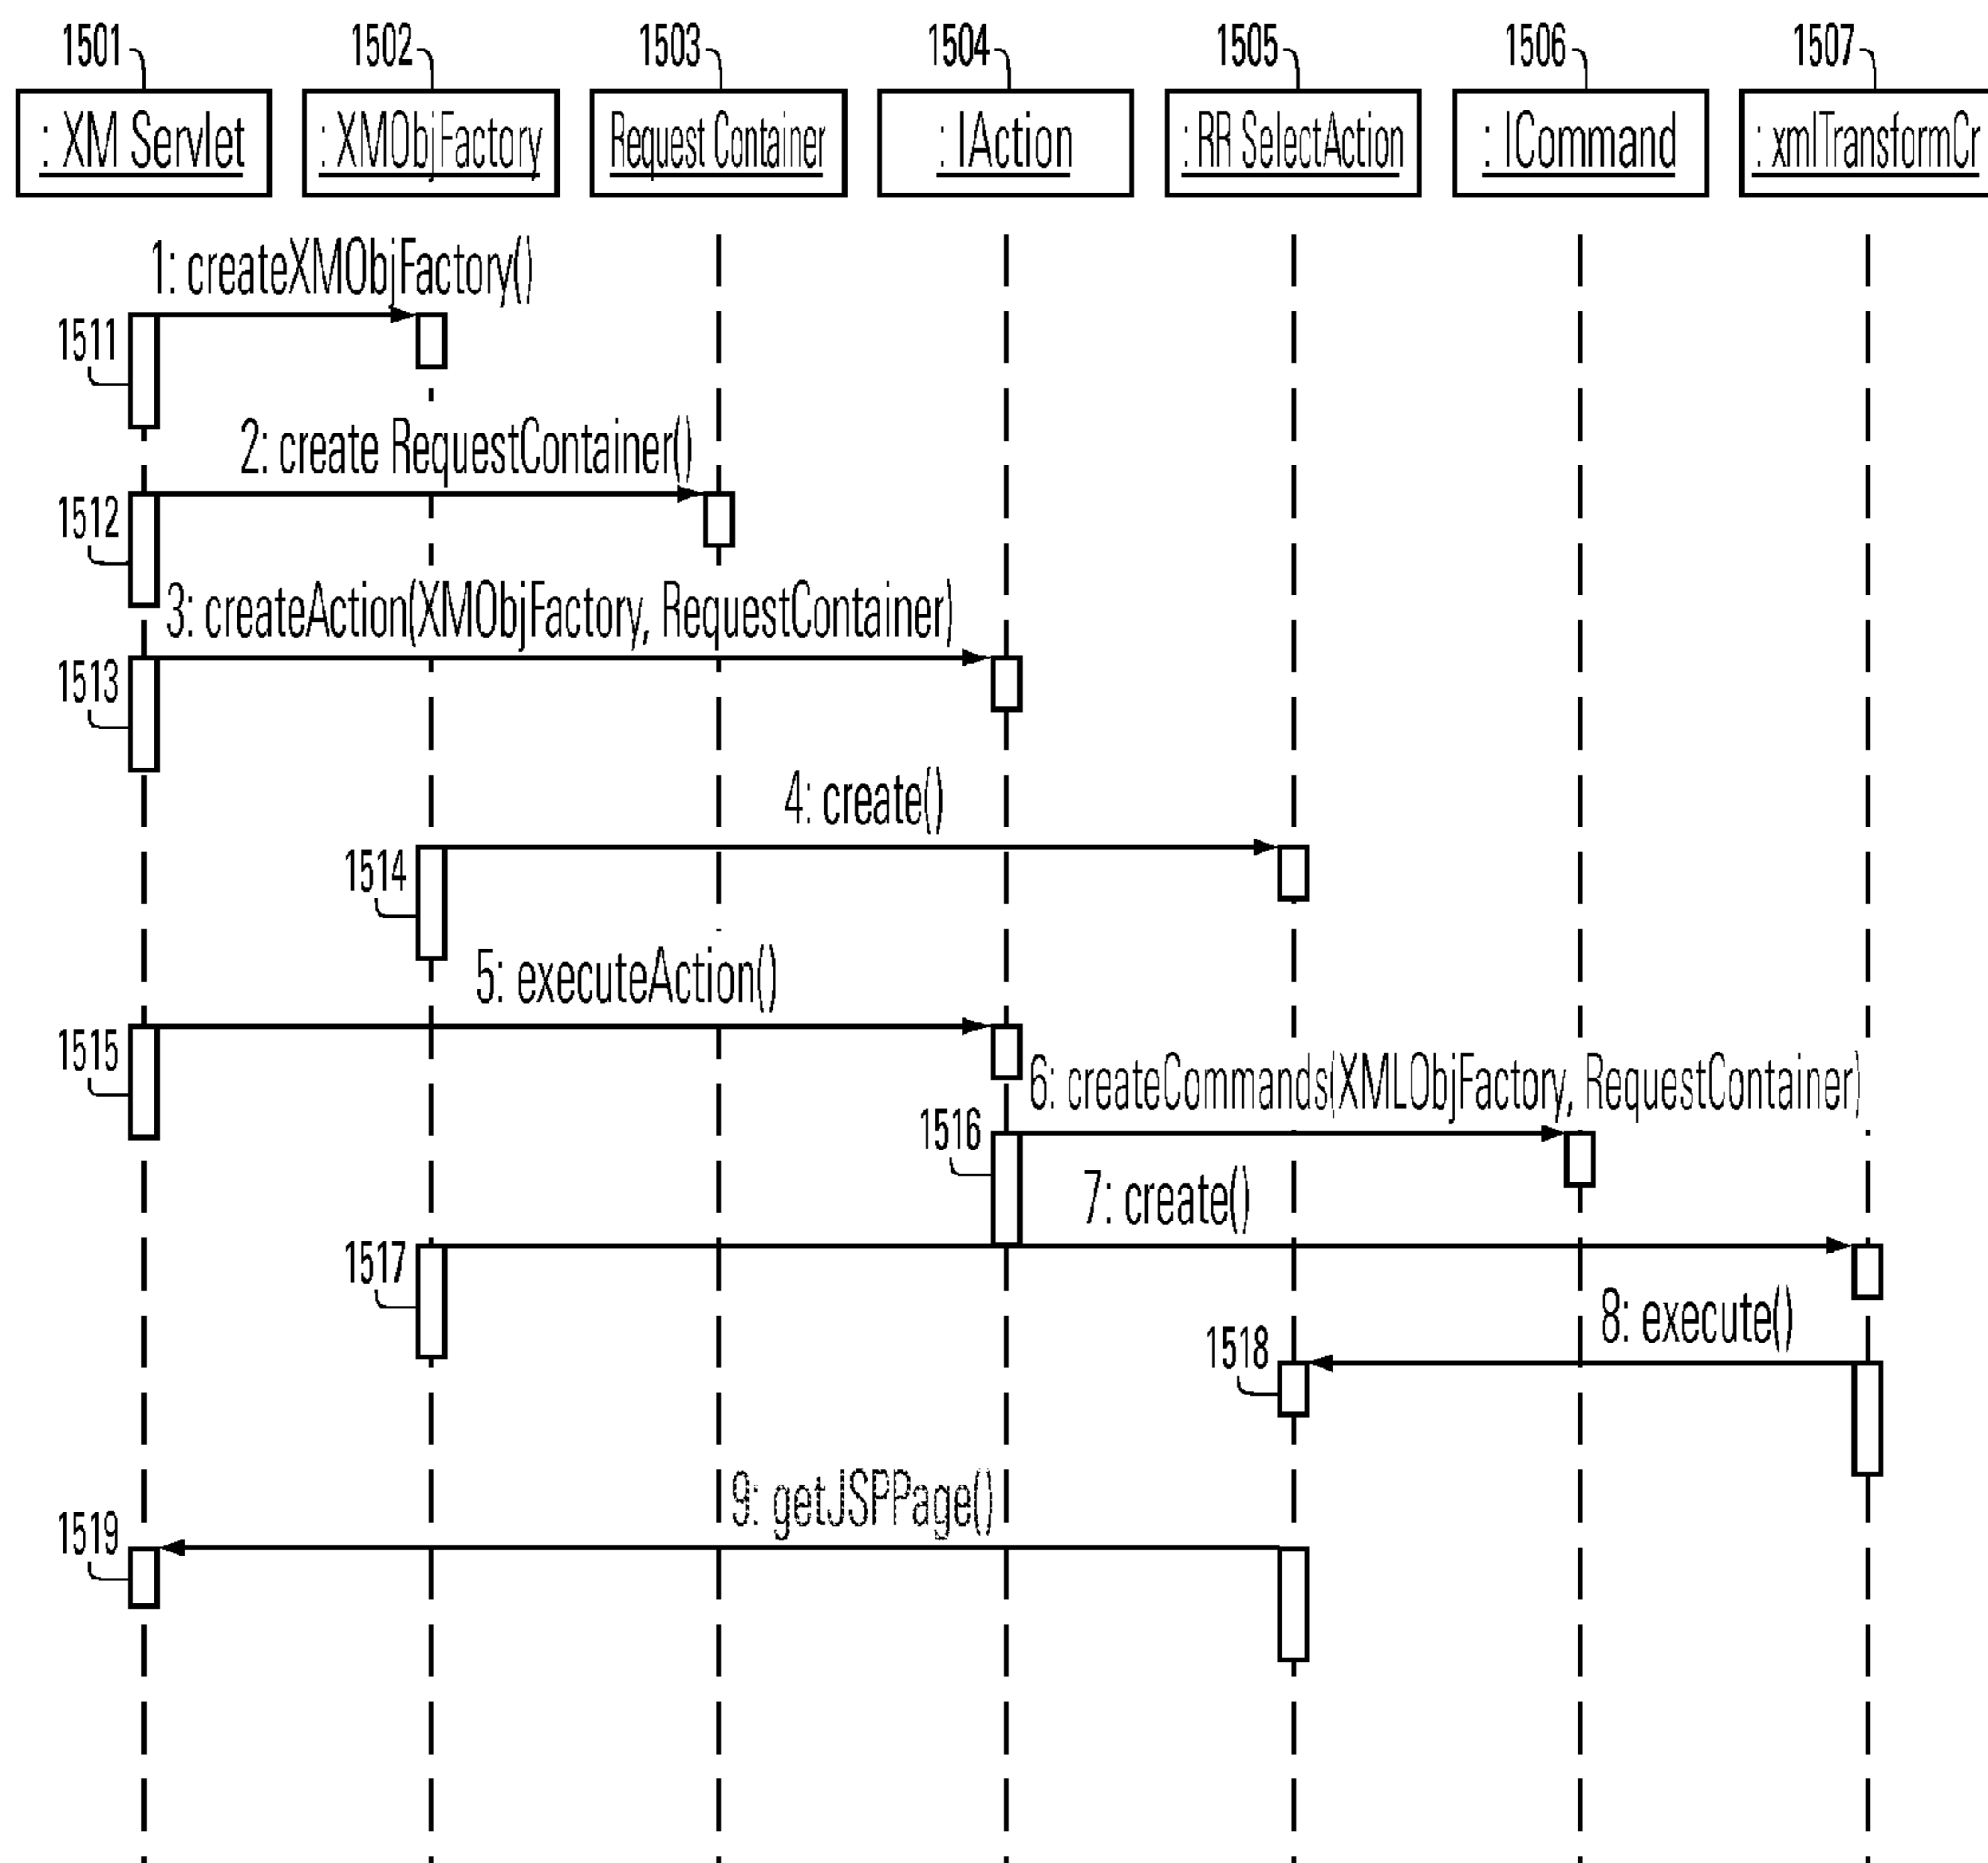 1501 1502 1503 1504 1505 1506 1507
: XM Servlet : XMObjFactory Request Container : IAction : RR SelectAction : ICommand : xmlTransformCr
1: createXMObjFactory()
1511
2: create RequestContainer()
1512
3: createAction(XMObjFactory, RequestContainer)
1513
4: create()
1514
5: executeAction()
1515
6: createCommands(XMLObjFactory, RequestContainer)
1516
7: create()
1517
8: execute()
1518
9: getJSPPage()
1519